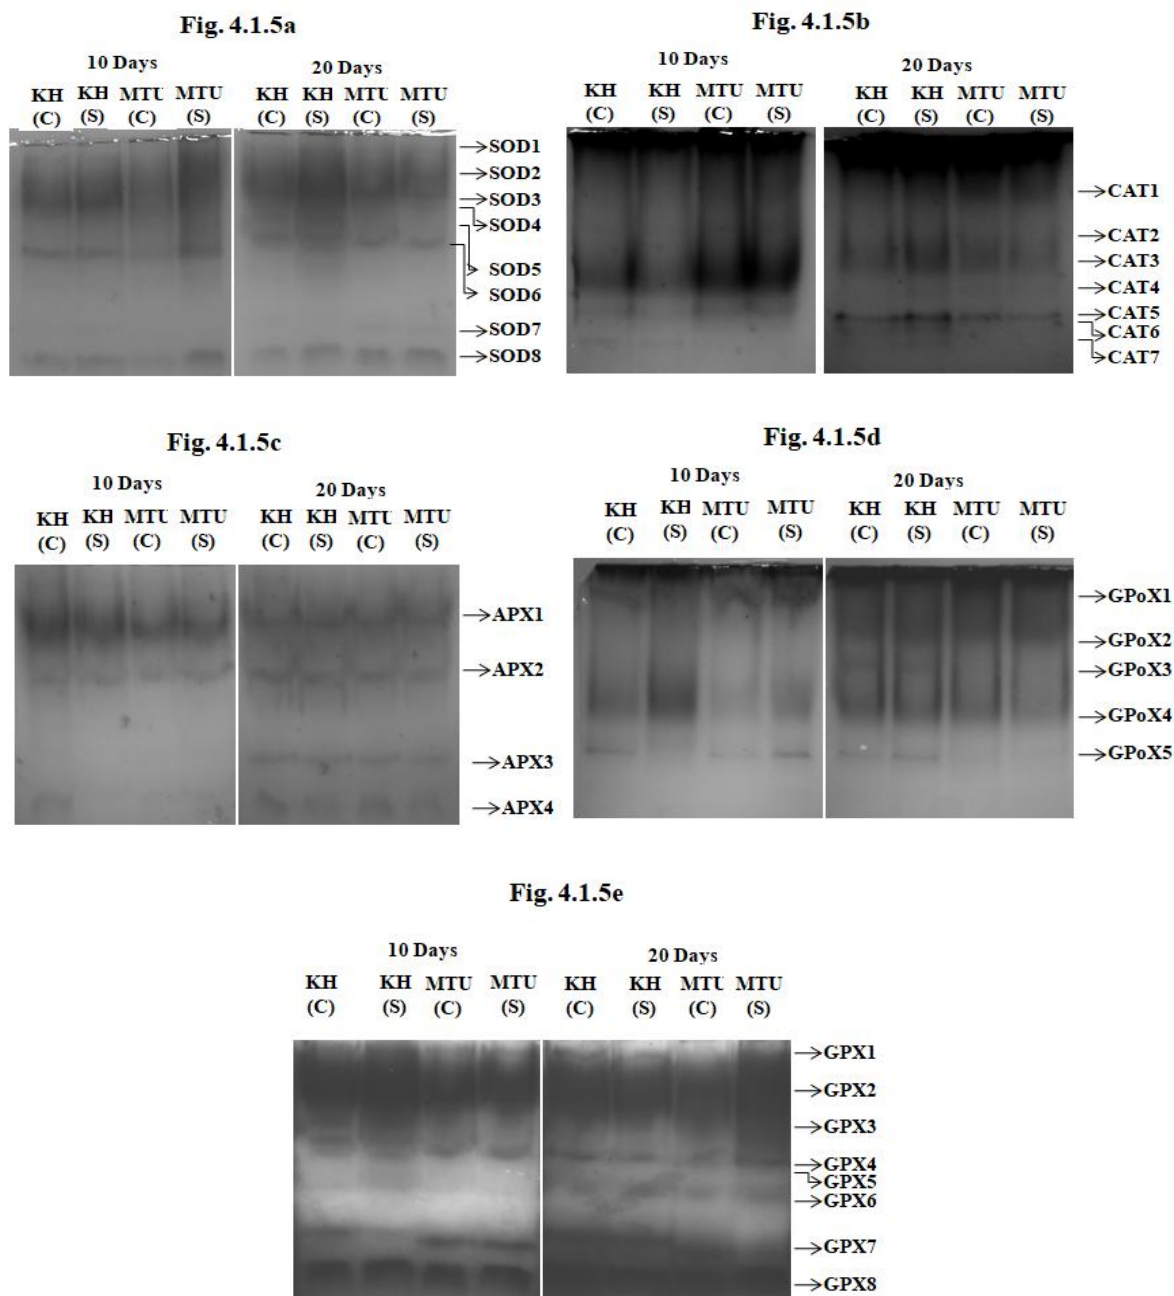 Fig. 4.1.5a
10 Days
20 Days
KH KH MTU MTU
(C) (S) (C) (S)
KH KH MTU MTU
(C) (S) (C) (S)
SOD1
SOD2
SOD3
SOD4
SOD5
SOD6
SOD7
SOD8
Fig. 4.1.5b
10 Days
20 Days
KH KH MTU MTU
(C) (S) (C) (S)
KH KH MTU MTU
(C) (S) (C) (S)
CAT1
CAT2
CAT3
CAT4
CAT5
CAT6
CAT7
Fig. 4.1.5c
10 Days
20 Days
KH KH MTU MTU
(C) (S) (C) (S)
KH KH MTU MTU
(C) (S) (C) (S)
APX1
APX2
APX3
APX4
Fig. 4.1.5d
10 Days
20 Days
KH KH MTU MTU
(C) (S) (C) (S)
KH KH MTU MTU
(C) (S) (C) (S)
GPoX1
GPoX2
GPoX3
GPoX4
GPoX5
Fig. 4.1.5e
10 Days
20 Days
KH KH MTU MTU
(C) (S) (C) (S)
KH KH MTU MTU
(C) (S) (C) (S)
GPX1
GPX2
GPX3
GPX4
GPX5
GPX6
GPX7
GPX8